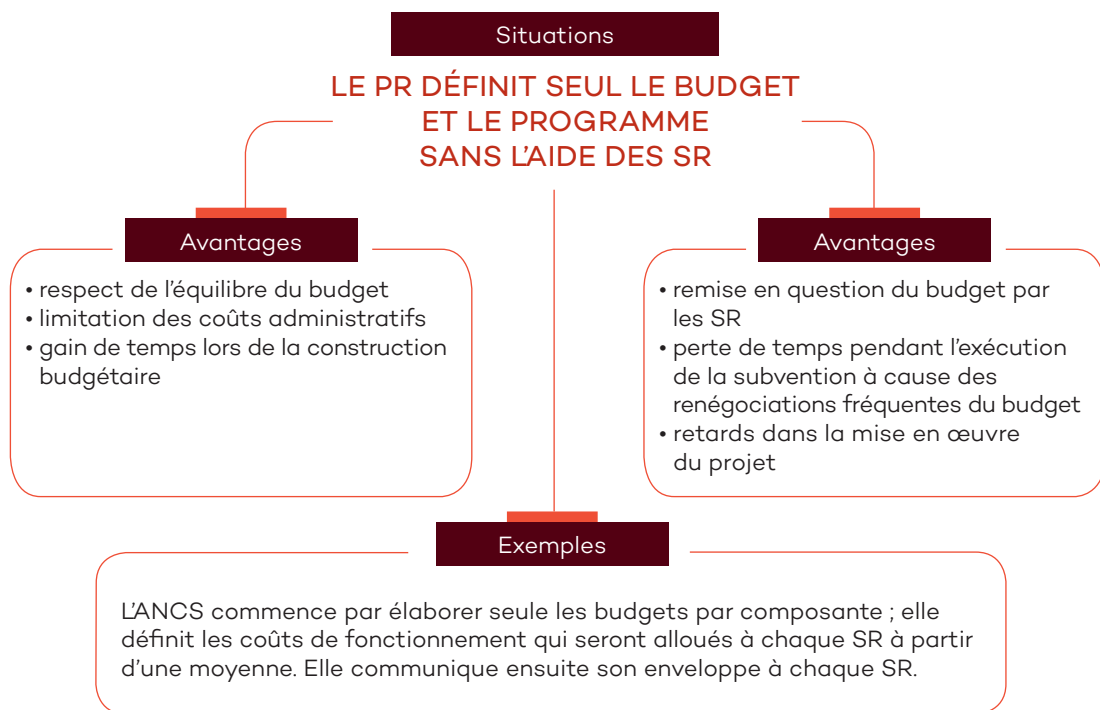 Situations
LE PR DÉFINIT SEUL LE BUDGET
ET LE PROGRAMME
SANS L'AIDE DES SR
Avantages
• respect de l'équilibre du budget
• limitation des coûts administratifs
• gain de temps lors de la construction
budgétaire
Avantages
• remise en question du budget par
les SR
• perte de temps pendant l'exécution
de la subvention à cause des
renégociations fréquentes du budget
• retards dans la mise en œuvre
du projet
Exemples
L'ANCS commence par élaborer seule les budgets par composante ; elle
définit les coûts de fonctionnement qui seront alloués à chaque SR à partir
d'une moyenne. Elle communique ensuite son enveloppe à chaque SR.